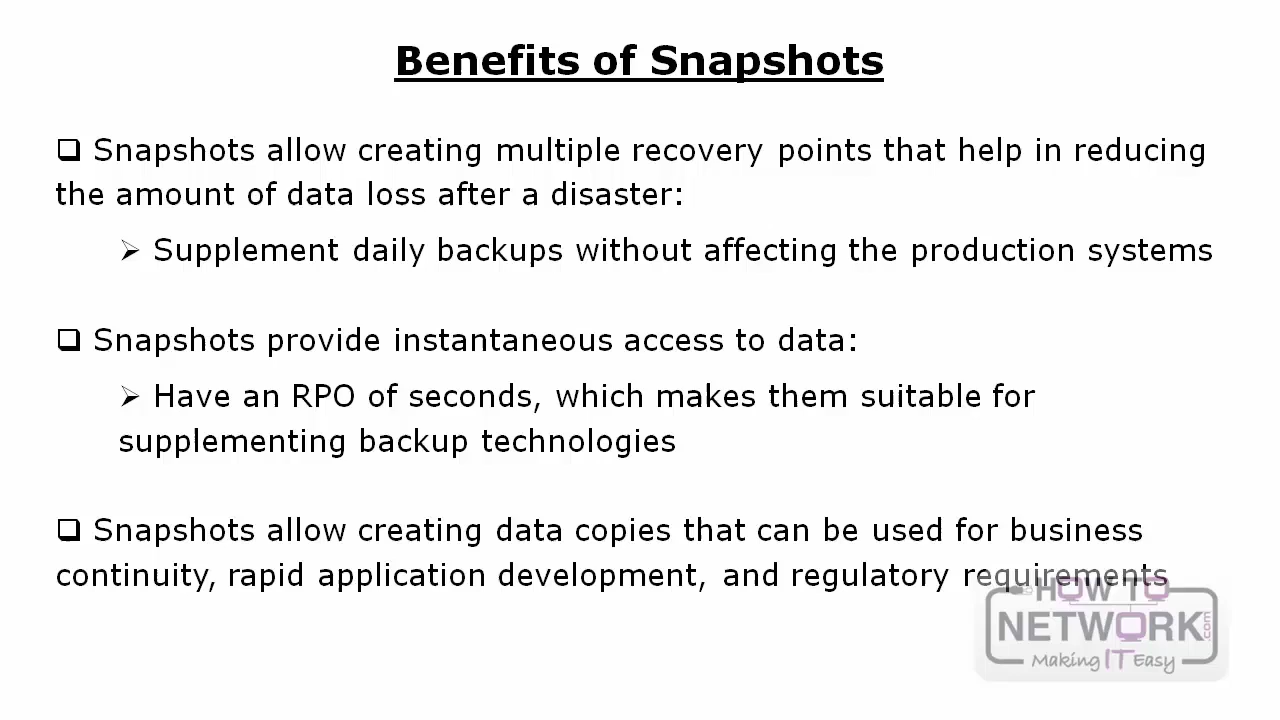 Benefits of Snapshots
❑ Snapshots allow creating multiple recovery points that help in reducing
the amount of data loss after a disaster:
➢ Supplement daily backups without affecting the production systems
❑ Snapshots provide instantaneous access to data:
➢ Have an RPO of seconds, which makes them suitable for
supplementing backup technologies
❑ Snapshots allow creating data copies that can be used for business
continuity, rapid application development, and regulatory requirements
HOW TO
NETWORK.com
Making IT Easy